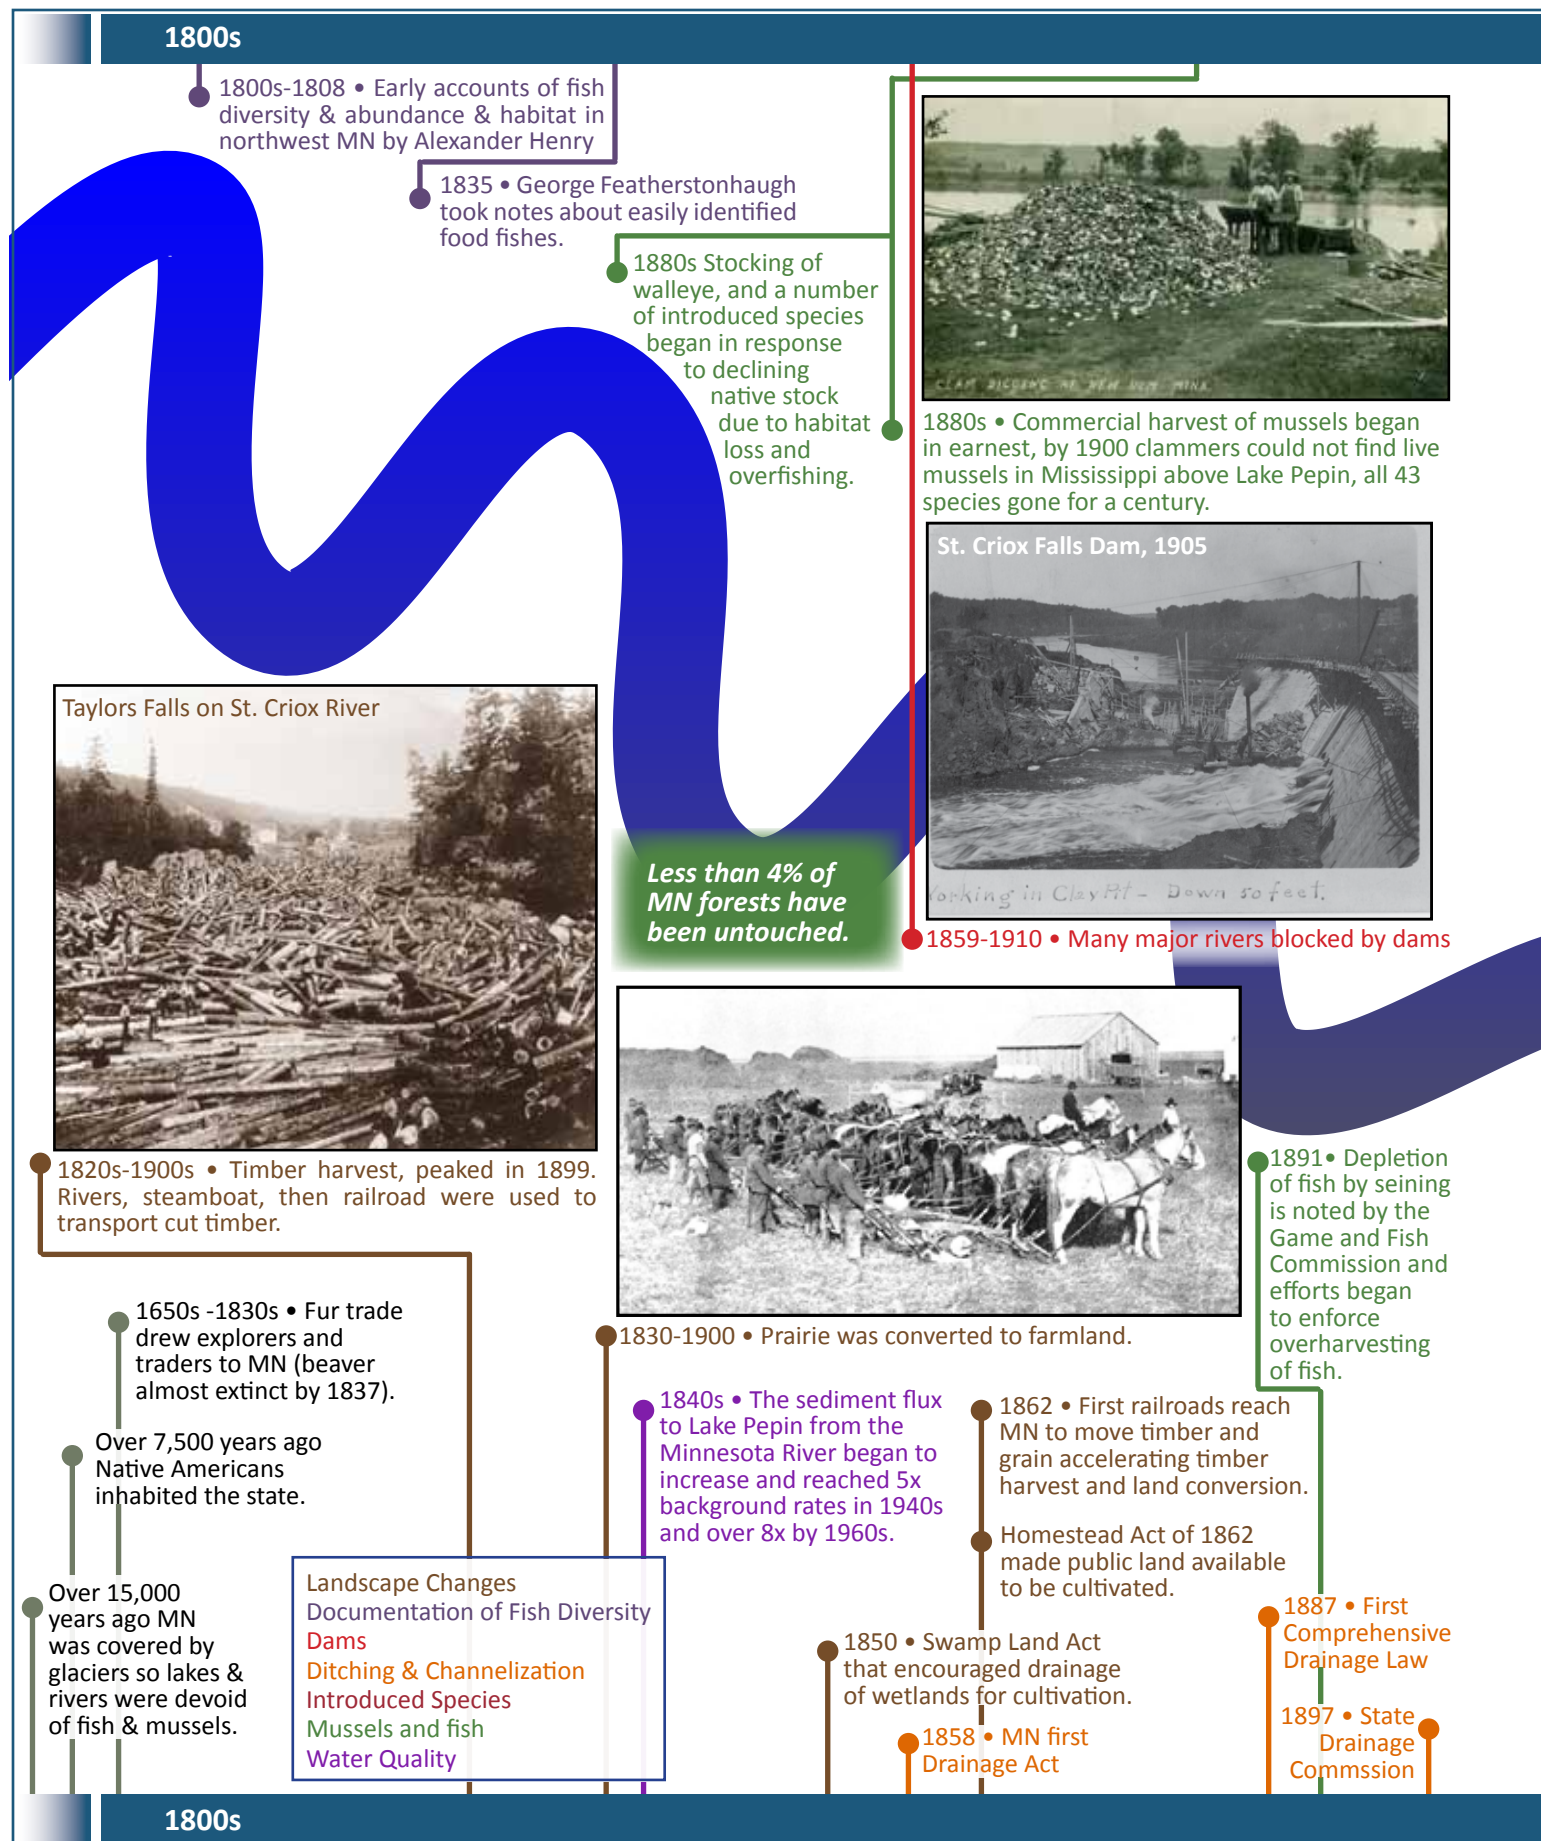 1800s
1800s-1808 • Early accounts of fish
diversity & abundance & habitat in
northwest MN by Alexander Henry
1835 • George Featherstonhaugh
took notes about easily identified
food fishes.
1880s Stocking of
walleye, and a number
of introduced species
began in response
to declining
native stock
due to habitat
loss and
overfishing.
CLAM DIGGING AT NEW ULM MINN.
1880s • Commercial harvest of mussels began
in earnest, by 1900 clammers could not find live
mussels in Mississippi above Lake Pepin, all 43
species gone for a century.
St. Criox Falls Dam, 1905
Working in Clay Pit - Down 50 feet.
1859-1910 • Many major rivers blocked by dams
Taylors Falls on St. Criox River
Less than 4% of
MN forests have
been untouched.
1820s-1900s • Timber harvest, peaked in 1899.
Rivers, steamboat, then railroad were used to
transport cut timber.
1830-1900 • Prairie was converted to farmland.
1891• Depletion
of fish by seining
is noted by the
Game and Fish
Commission and
efforts began
to enforce
overharvesting
of fish.
1650s -1830s • Fur trade
drew explorers and
traders to MN (beaver
almost extinct by 1837).
Over 7,500 years ago
Native Americans
inhabited the state.
Over 15,000
years ago MN
was covered by
glaciers so lakes &
rivers were devoid
of fish & mussels.
1840s • The sediment flux
to Lake Pepin from the
Minnesota River began to
increase and reached 5x
background rates in 1940s
and over 8x by 1960s.
1862 • First railroads reach
MN to move timber and
grain accelerating timber
harvest and land conversion.
Homestead Act of 1862
made public land available
to be cultivated.
Landscape Changes
Documentation of Fish Diversity
Dams
Ditching & Channelization
Introduced Species
Mussels and fish
Water Quality
1850 • Swamp Land Act
that encouraged drainage
of wetlands for cultivation.
1858 • MN first
Drainage Act
1887 • First
Comprehensive
Drainage Law
1897 • State
Drainage
Commssion
1800s